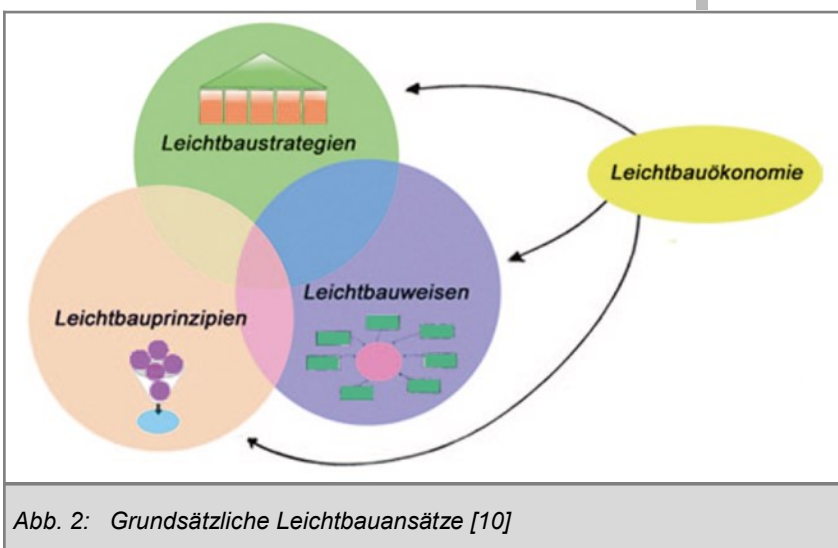 Leichtbaustrategien
Leichtbauökonomie
Leichtbauweisen
Leichtbauprinzipien
Abb. 2: Grundsätzliche Leichtbauansätze [10]